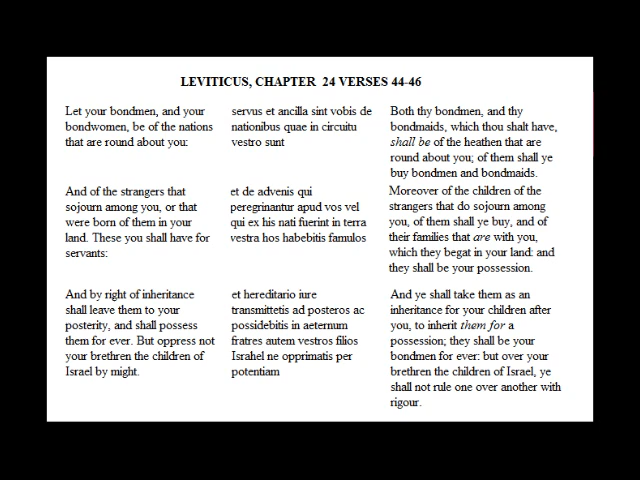 LEVITICUS, CHAPTER 24 VERSES 44-46
Let your bondmen, and your
bondwomen, be of the nations
that are round about you:
servus et ancilla sint vobis de
nationibus quae in circuitu
vestro sunt
Both thy bondmen, and thy
bondmaids, which thou shalt have,
shall be of the heathen that are
round about you; of them shall ye
buy bondmen and bondmaids.
And of the strangers that
sojourn among you, or that
were born of them in your
land. These you shall have for
servants:
et de advenis qui
peregrinantur apud vos vel
qui ex his nati fuerint in terra
vestra hos habebitis famulos
Moreover of the children of the
strangers that do sojourn among
you, of them shall ye buy, and of
their families that are with you,
which they begat in your land: and
they shall be your possession.
And by right of inheritance
shall leave them to your
posterity, and shall possess
them for ever. But oppress not
your brethren the children of
Israel by might.
et hereditario iure
transmittetis ad posteros ac
possidebitis in aeternum
fratres autem vestros filios
Israhel ne opprimatis per
potentiam
And ye shall take them as an
inheritance for your children after
you, to inherit them for a
possession; they shall be your
bondmen for ever: but over your
brethren the children of Israel, ye
shall not rule one over another with
rigour.